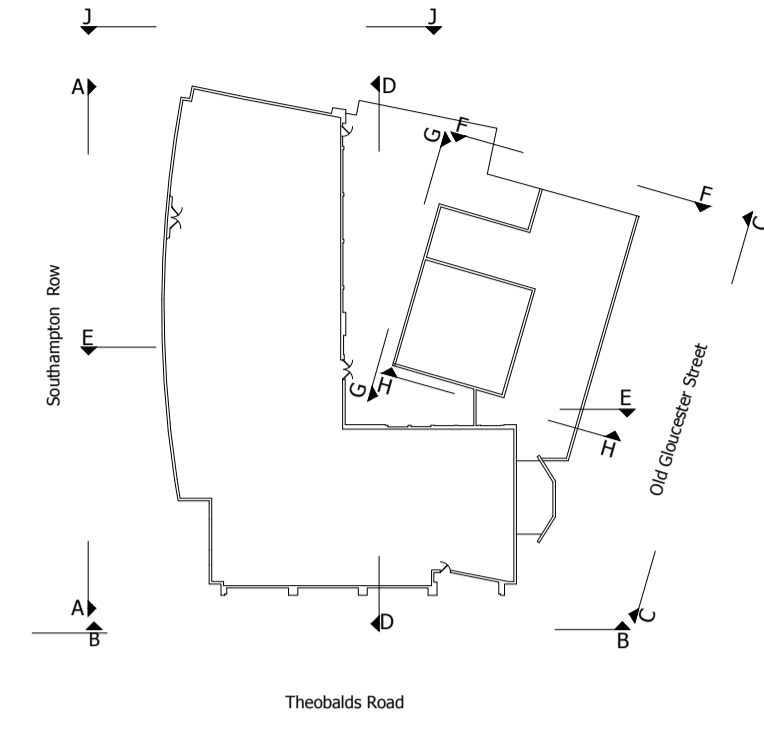 J
J
A
D
G
F
F
C
Southampton Row
E
G
H
E
H
Old Gloucester Street
A
B
D
C
B
Theobalds Road